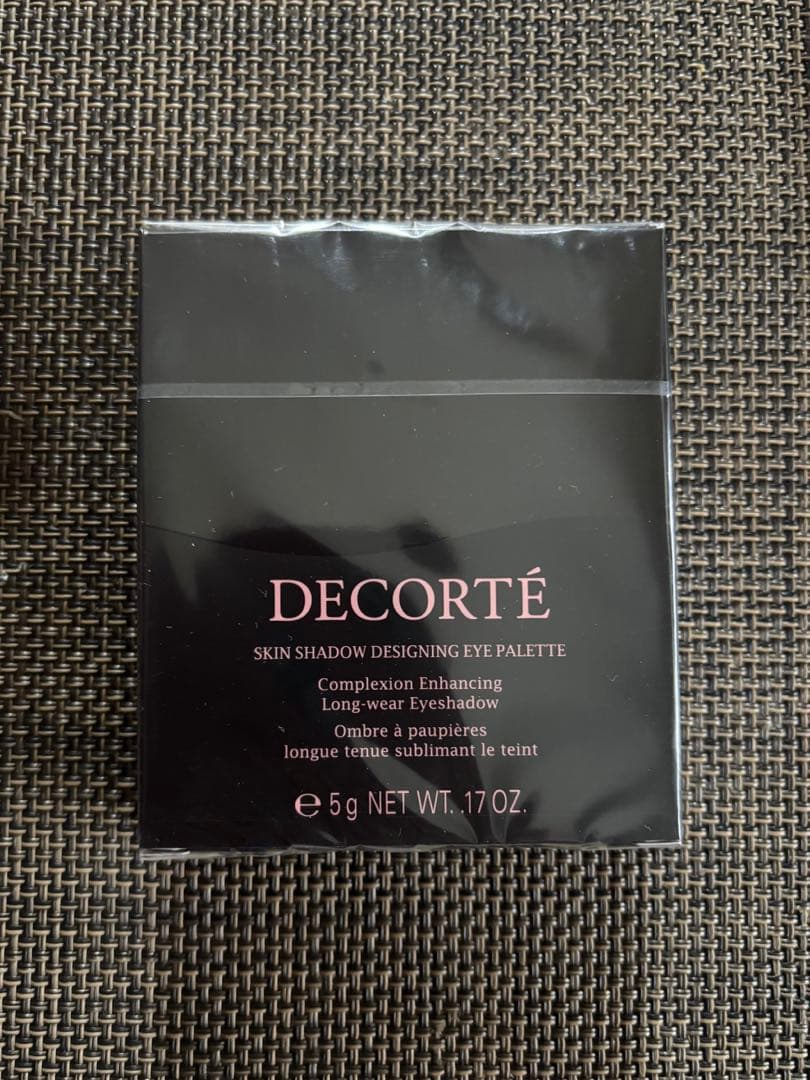 DECORTÉ
SKIN SHADOW DESIGNING EYE PALETTE
Complexion Enhancing
Long-wear Eyeshadow
Ombre à paupières
longue tenue sublimant le teint
℮ 5g NET WT. .17 OZ.